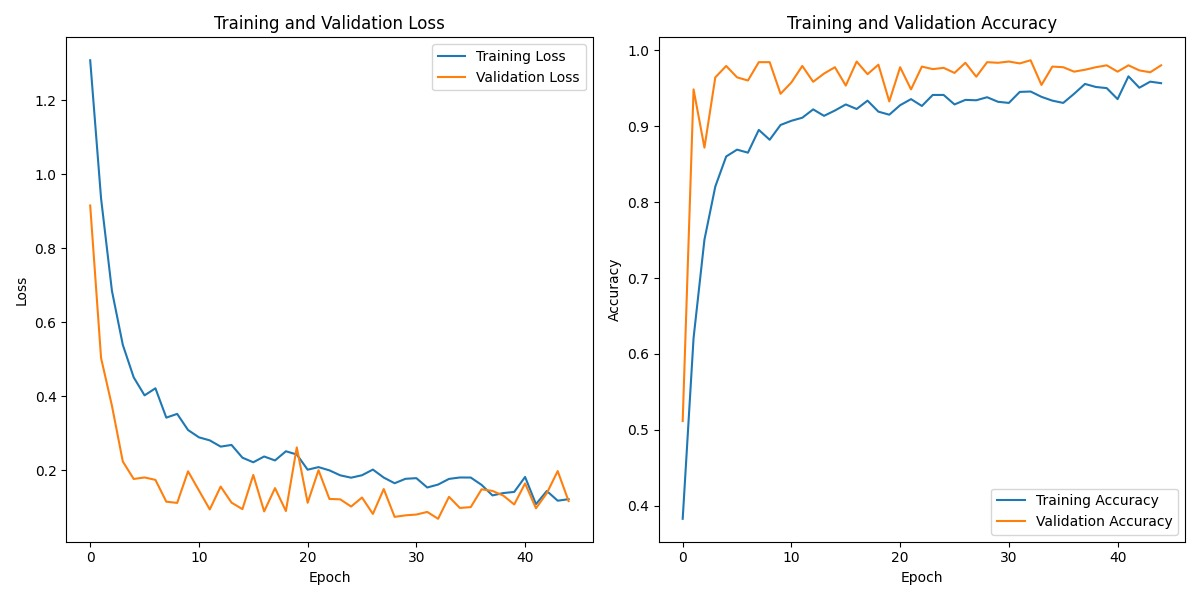 Training and Validation Loss
Training Loss
Validation Loss
1.2
1.0
0.8
0.6
0.4
0.2
Loss
0
10
20
30
40
Epoch
Training and Validation Accuracy
1.0
0.9
0.8
0.7
0.6
0.5
0.4
Accuracy
Training Accuracy
Validation Accuracy
0
10
20
30
40
Epoch